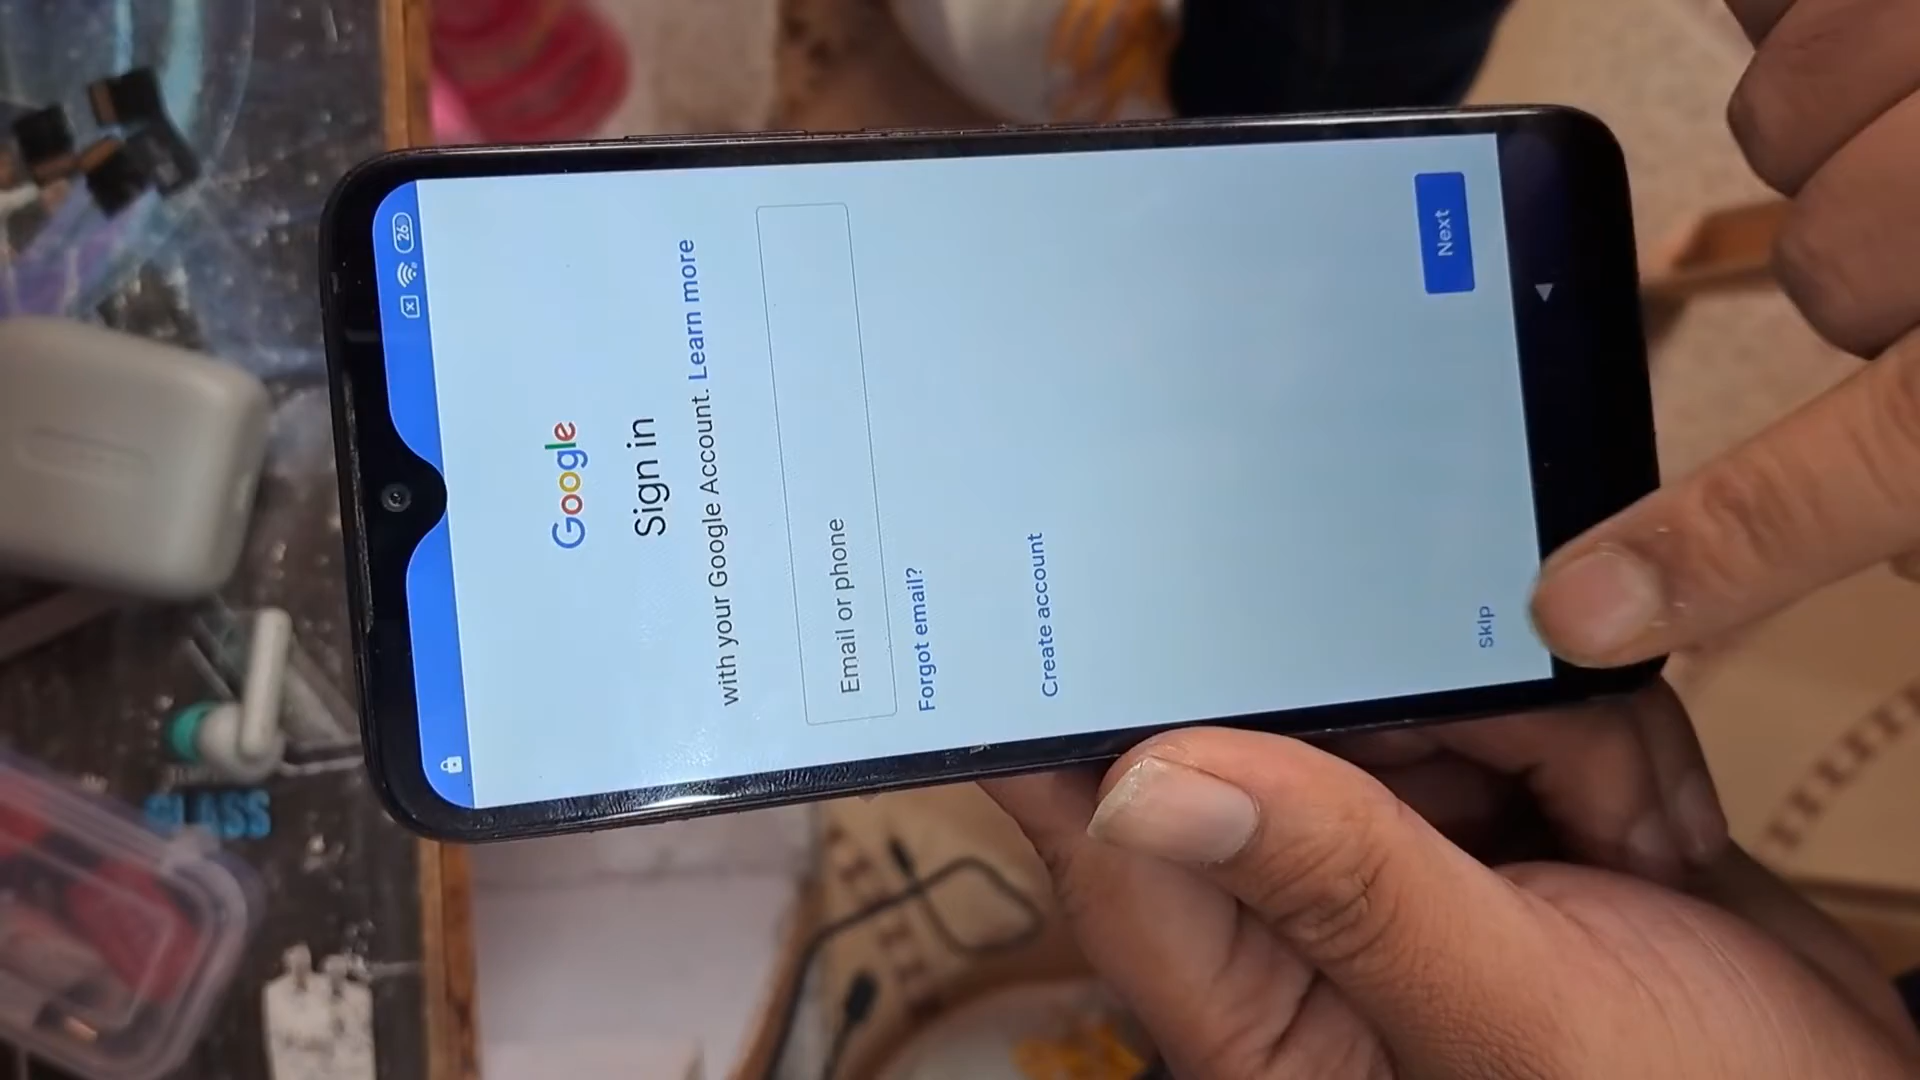 26
Google
Sign in
with your Google Account. Learn more
Email or phone
Forgot email?
Create account
Skip
Next
GLASS